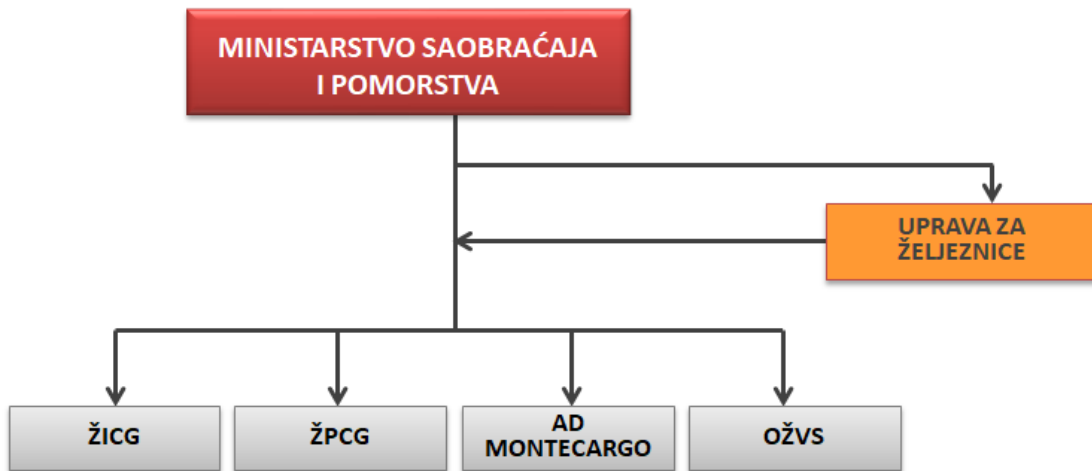 MINISTARSTVO SAOBRAĆAJA
I POMORSTVA
UPRAVA ZA
ŽELJEZNICE
ŽICG
ŽPCG
AD
MONTECARGO
OŽVS